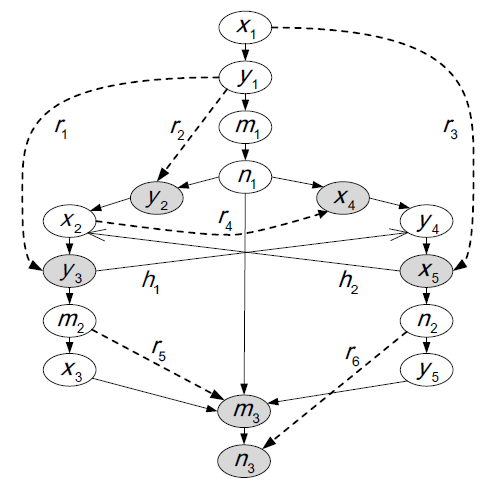 x₁
y₁
r₁ r₂ m₁ r₃
n₁
y₂ x₄
x₂ r₄ y₄
y₃ h₁ h₂ x₅
m₂ n₂
r₅ r₆
x₃ y₅
m₃
n₃